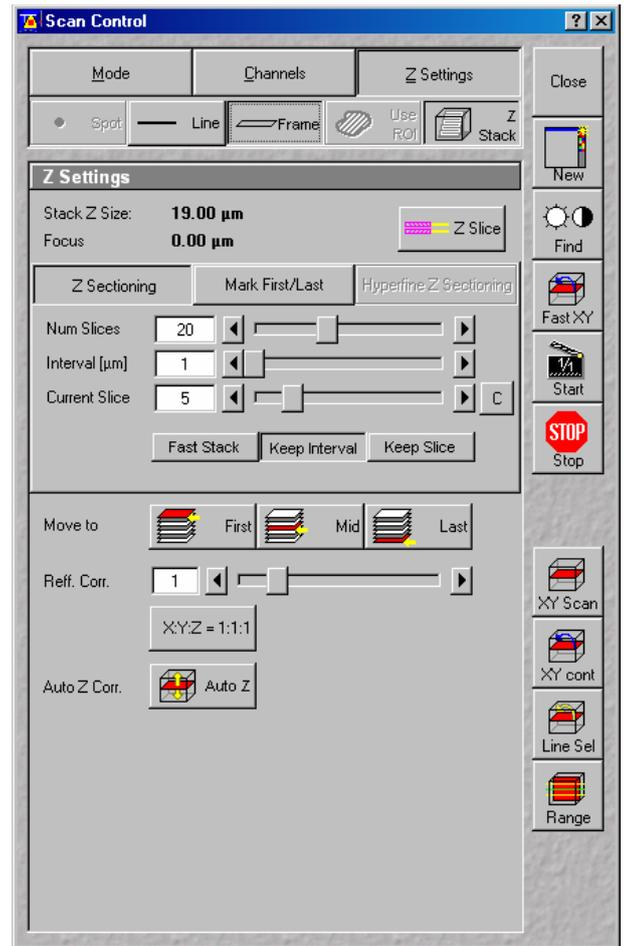 Scan Control
Mode Channels Z Settings Close
Spot Line Frame Use ROI Z Stack
New
Z Settings
Stack Z Size: 19.00 µm
Focus 0.00 µm
Z Slice
Find
Z Sectioning Mark First/Last Hyperfine Z Sectioning
Fast XY
Num Slices 20
Interval [µm] 1
Current Slice 5 C
1/1
Start
Fast Stack Keep Interval Keep Slice
STOP
Stop
Move to First Mid Last
Reff. Corr. 1
XY Scan
X:Y:Z = 1:1:1
XY cont
Auto Z Corr. Auto Z
Line Sel
Range